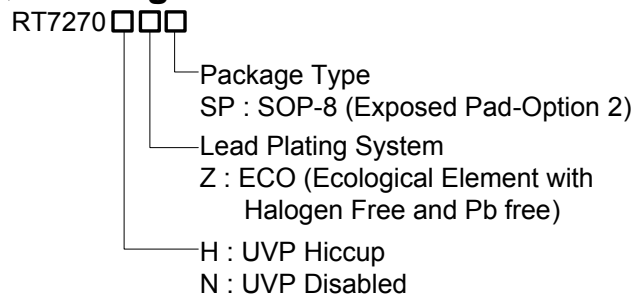 RT7270□□□
Package Type
SP : SOP-8 (Exposed Pad-Option 2)
Lead Plating System
Z : ECO (Ecological Element with
Halogen Free and Pb free)
H : UVP Hiccup
N : UVP Disabled